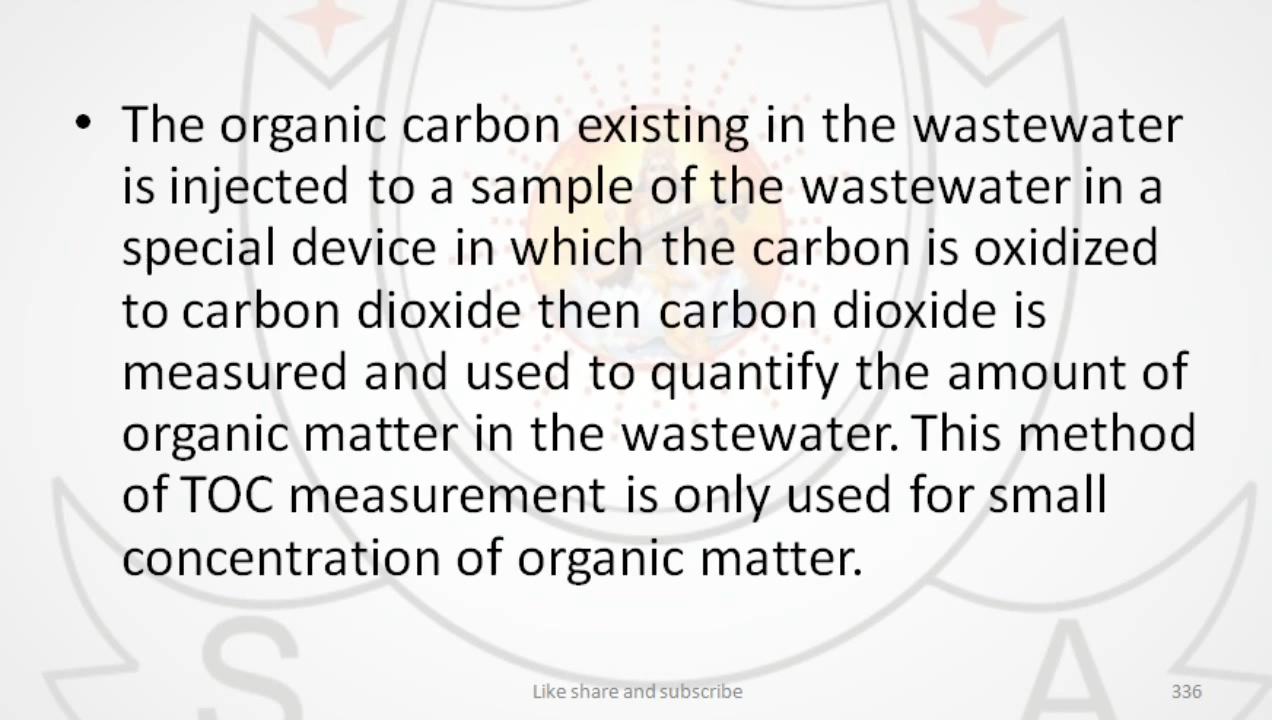 • The organic carbon existing in the wastewater
is injected to a sample of the wastewater in a
special device in which the carbon is oxidized
to carbon dioxide then carbon dioxide is
measured and used to quantify the amount of
organic matter in the wastewater. This method
of TOC measurement is only used for small
concentration of organic matter.
S A
Like share and subscribe 336